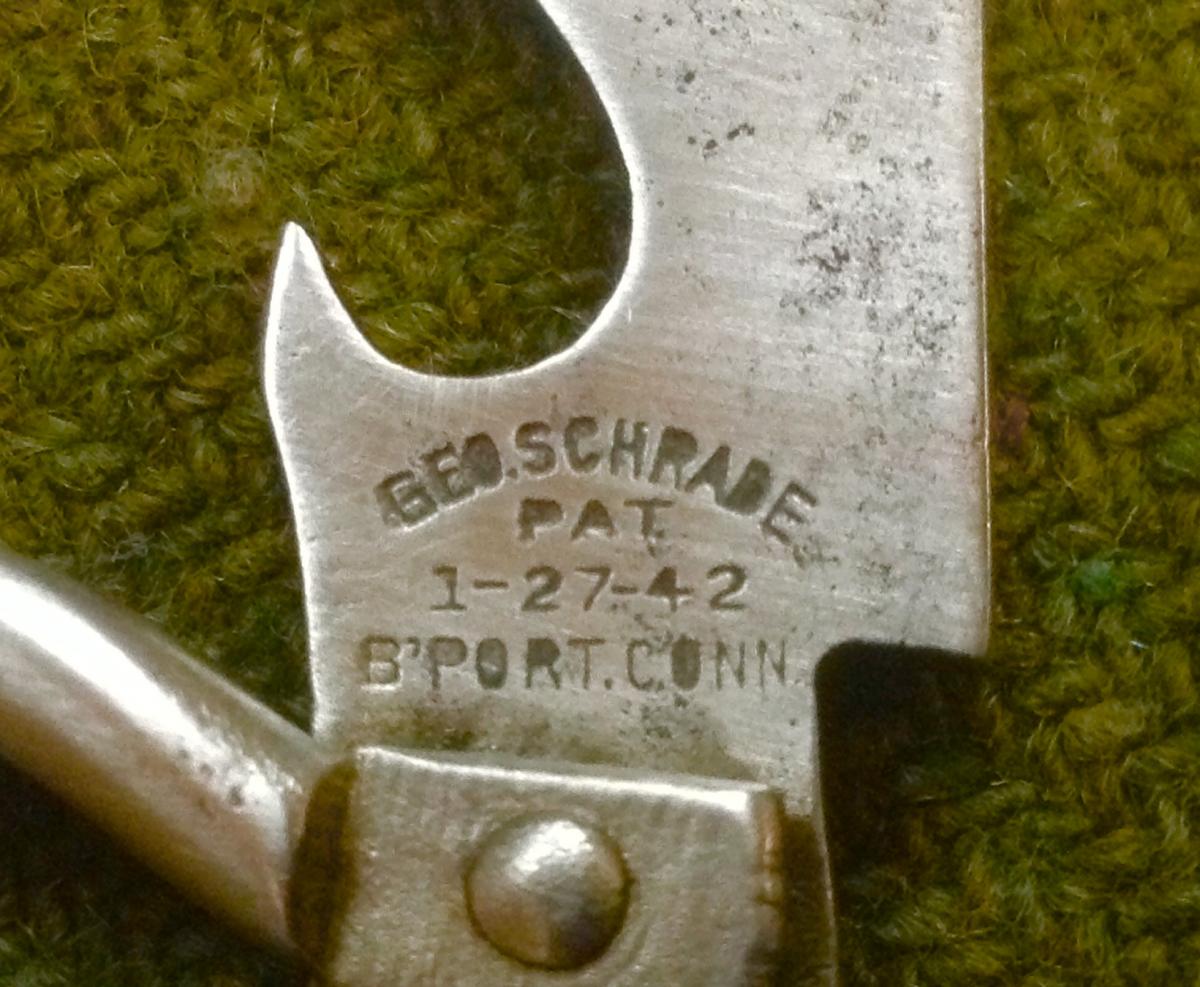 GEO. SCHRADE
PAT.
1-27-42
B'PORT. CONN.